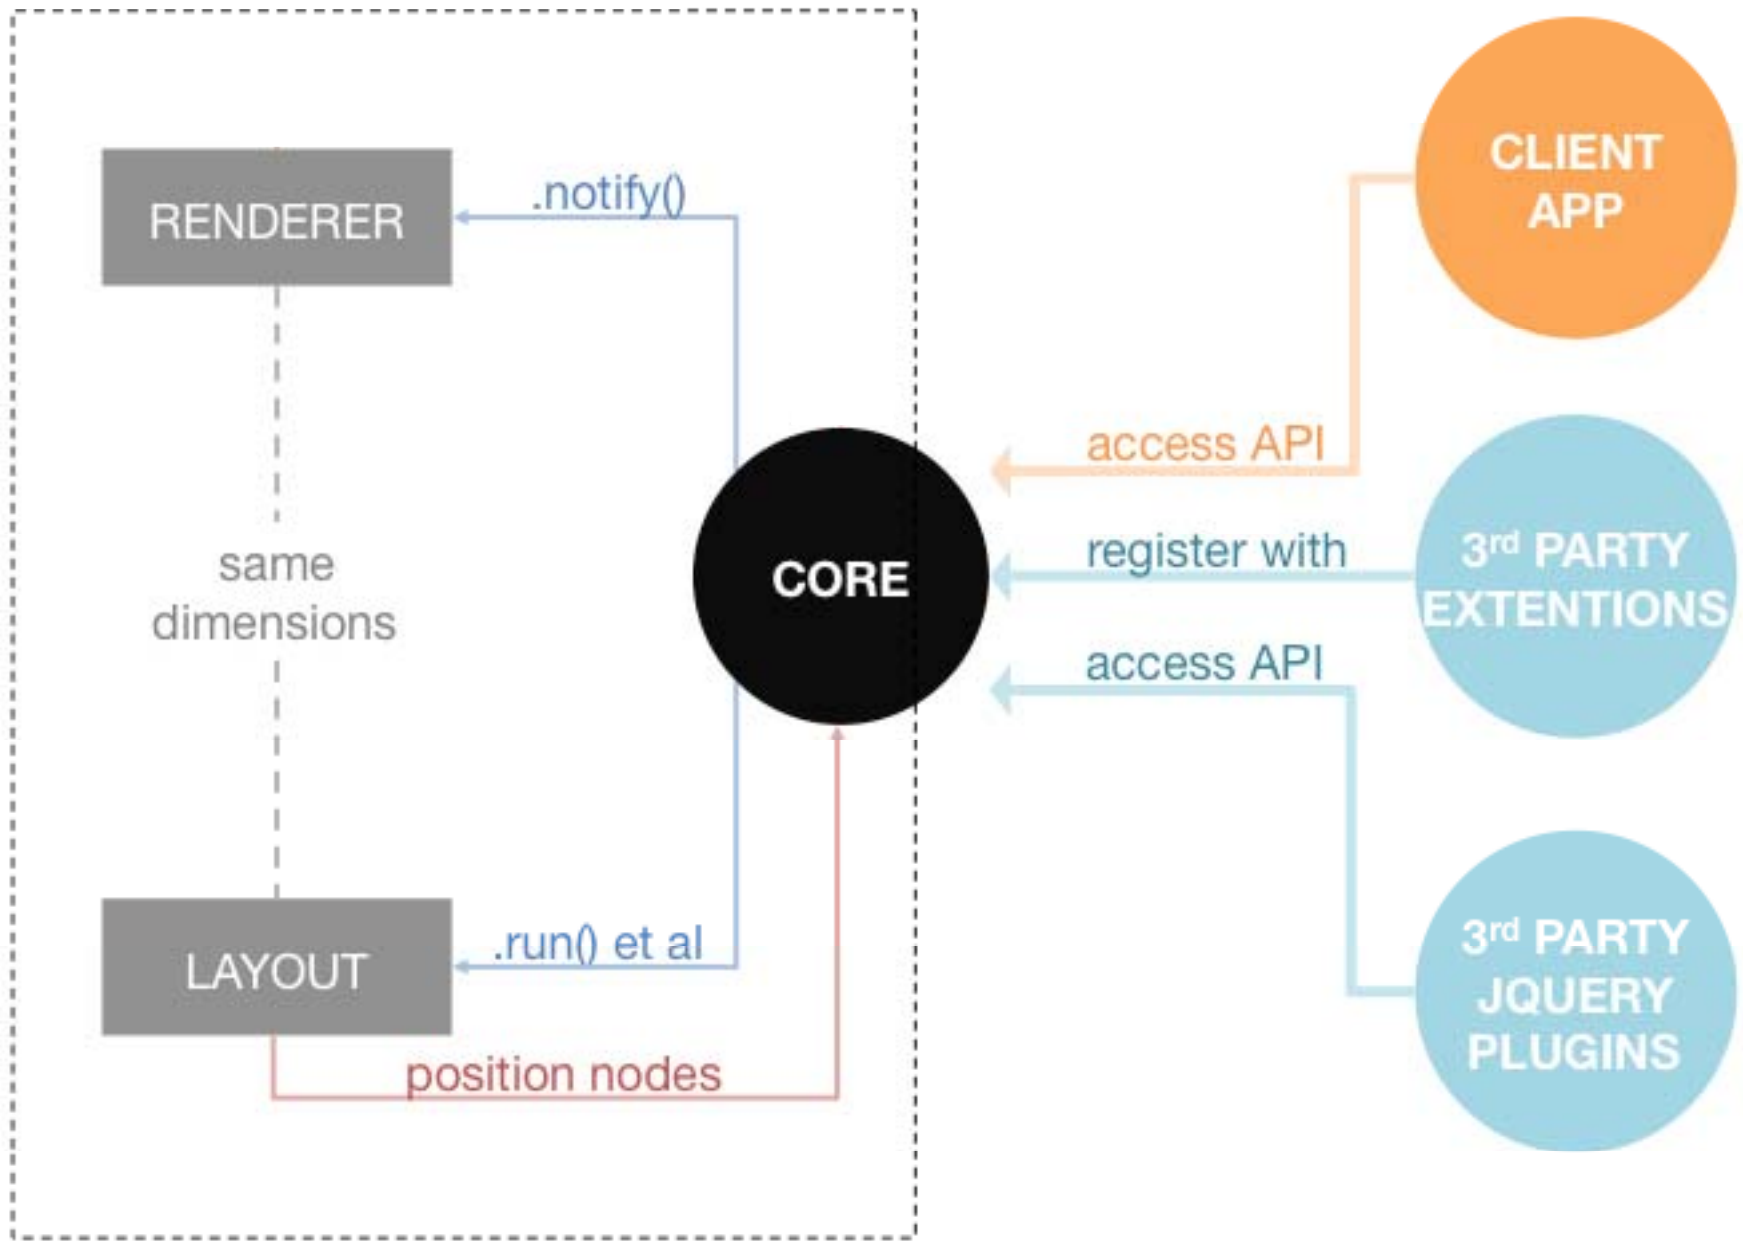 RENDERER
.notify()
CLIENT
APP
access API
same
dimensions
CORE
register with
3rd PARTY
EXTENTIONS
access API
LAYOUT
.run() et al
position nodes
3rd PARTY
JQUERY
PLUGINS